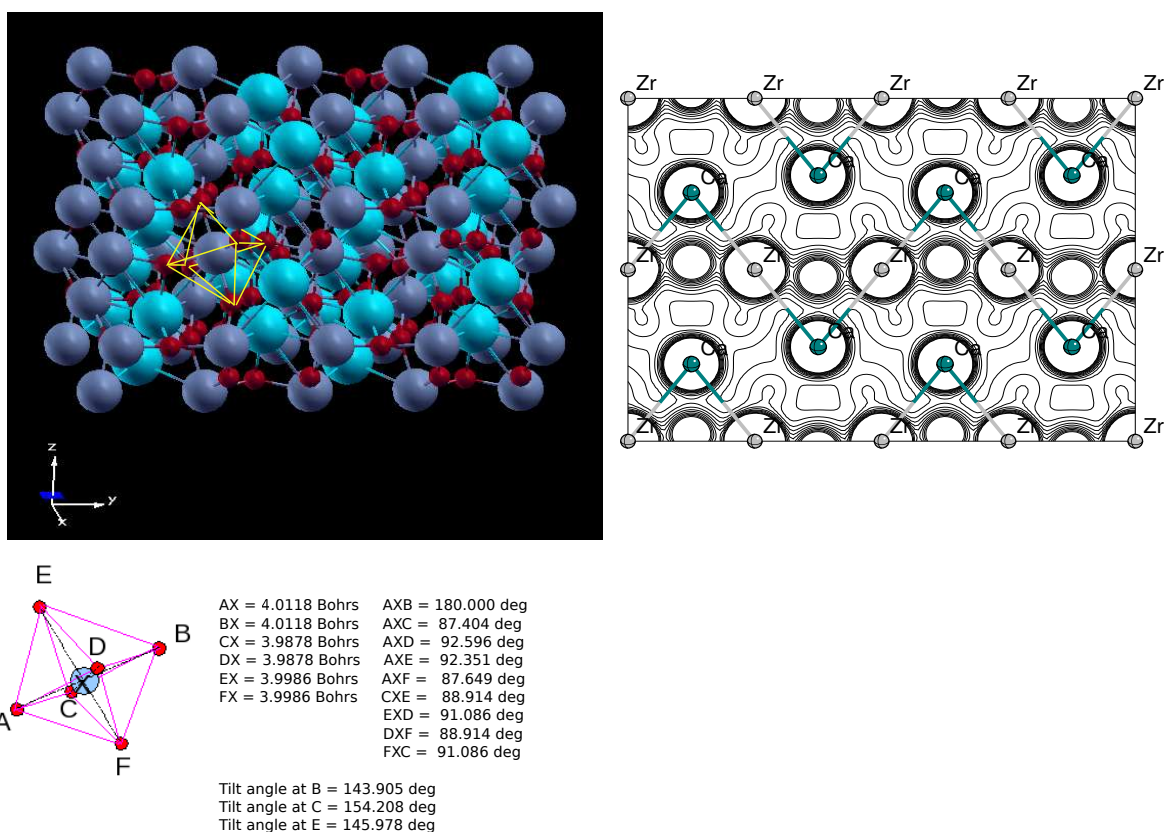 Zr Zr Zr Zr Zr
Ca Ca
Ca Ca
Zr Zr Zr Zr Zr
Ca Ca
Ca Ca
Zr Zr Zr Zr Zr
z
y
x
E
B
D
X
C
A
F
AX = 4.0118 Bohrs
BX = 4.0118 Bohrs
CX = 3.9878 Bohrs
DX = 3.9878 Bohrs
EX = 3.9986 Bohrs
FX = 3.9986 Bohrs
AXB = 180.000 deg
AXC = 87.404 deg
AXD = 92.596 deg
AXE = 92.351 deg
AXF = 87.649 deg
CXE = 88.914 deg
EXD = 91.086 deg
DXF = 88.914 deg
FXC = 91.086 deg
Tilt angle at B = 143.905 deg
Tilt angle at C = 154.208 deg
Tilt angle at E = 145.978 deg